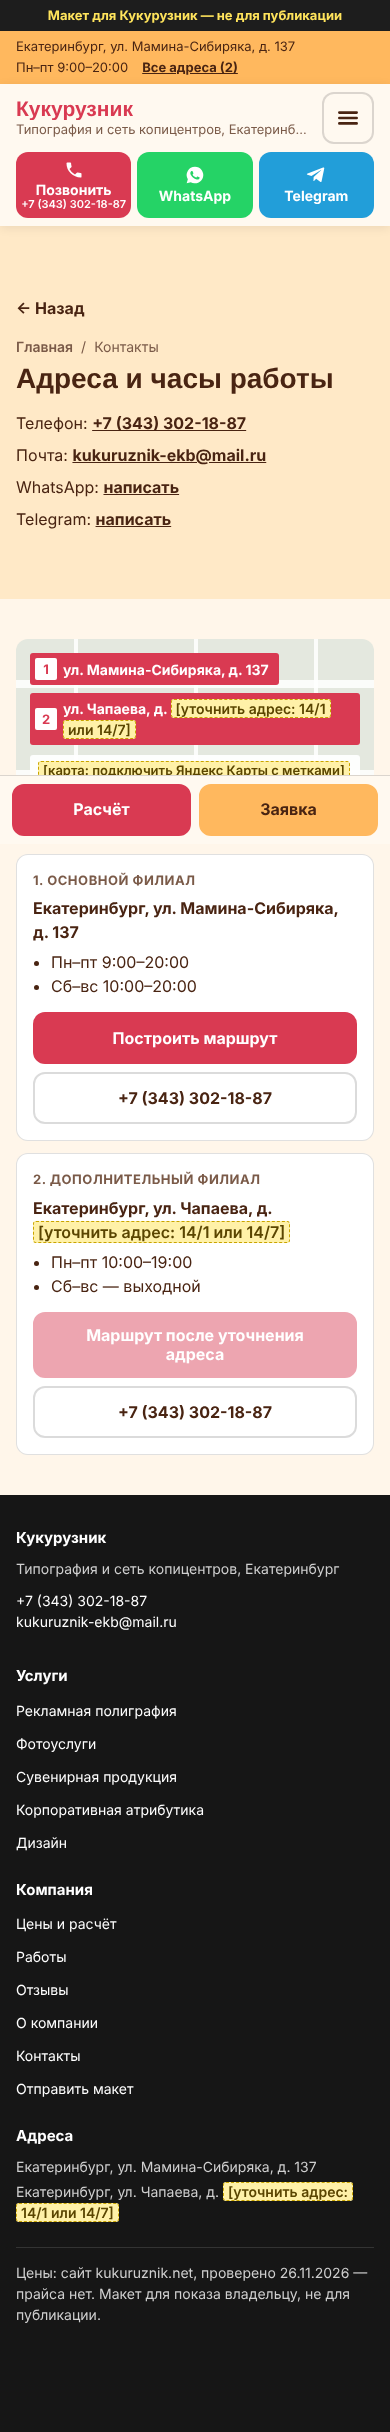 Макет для Кукурузник — не для публикации
Екатеринбург, ул. Мамина-Сибиряка, д. 137
Пн–пт 9:00–20:00 Все адреса (2)
Кукурузник
Типография и сеть копицентров, Екатеринб...
Позвонить
+7 (343) 302-18-87
WhatsApp
Telegram
← Назад
Главная / Контакты
Адреса и часы работы
Телефон: +7 (343) 302-18-87
Почта: kukuruznik-ekb@mail.ru
WhatsApp: написать
Telegram: написать
1 ул. Мамина-Сибиряка, д. 137
2 ул. Чапаева, д. [уточнить адрес: 14/1
или 14/7]
[карта: подключить Яндекс Карты с метками]
Расчёт
Заявка
1. ОСНОВНОЙ ФИЛИАЛ
Екатеринбург, ул. Мамина-Сибиряка,
д. 137
• Пн–пт 9:00–20:00
• Сб–вс 10:00–20:00
Построить маршрут
+7 (343) 302-18-87
2. ДОПОЛНИТЕЛЬНЫЙ ФИЛИАЛ
Екатеринбург, ул. Чапаева, д.
[уточнить адрес: 14/1 или 14/7]
• Пн–пт 10:00–19:00
• Сб–вс — выходной
Маршрут после уточнения
адреса
+7 (343) 302-18-87
Кукурузник
Типография и сеть копицентров, Екатеринбург
+7 (343) 302-18-87
kukuruznik-ekb@mail.ru
Услуги
Рекламная полиграфия
Фотоуслуги
Сувенирная продукция
Корпоративная атрибутика
Дизайн
Компания
Цены и расчёт
Работы
Отзывы
О компании
Контакты
Отправить макет
Адреса
Екатеринбург, ул. Мамина-Сибиряка, д. 137
Екатеринбург, ул. Чапаева, д. [уточнить адрес:
14/1 или 14/7]
Цены: сайт kukuruznik.net, проверено 26.11.2026 —
прайса нет. Макет для показа владельцу, не для
публикации.